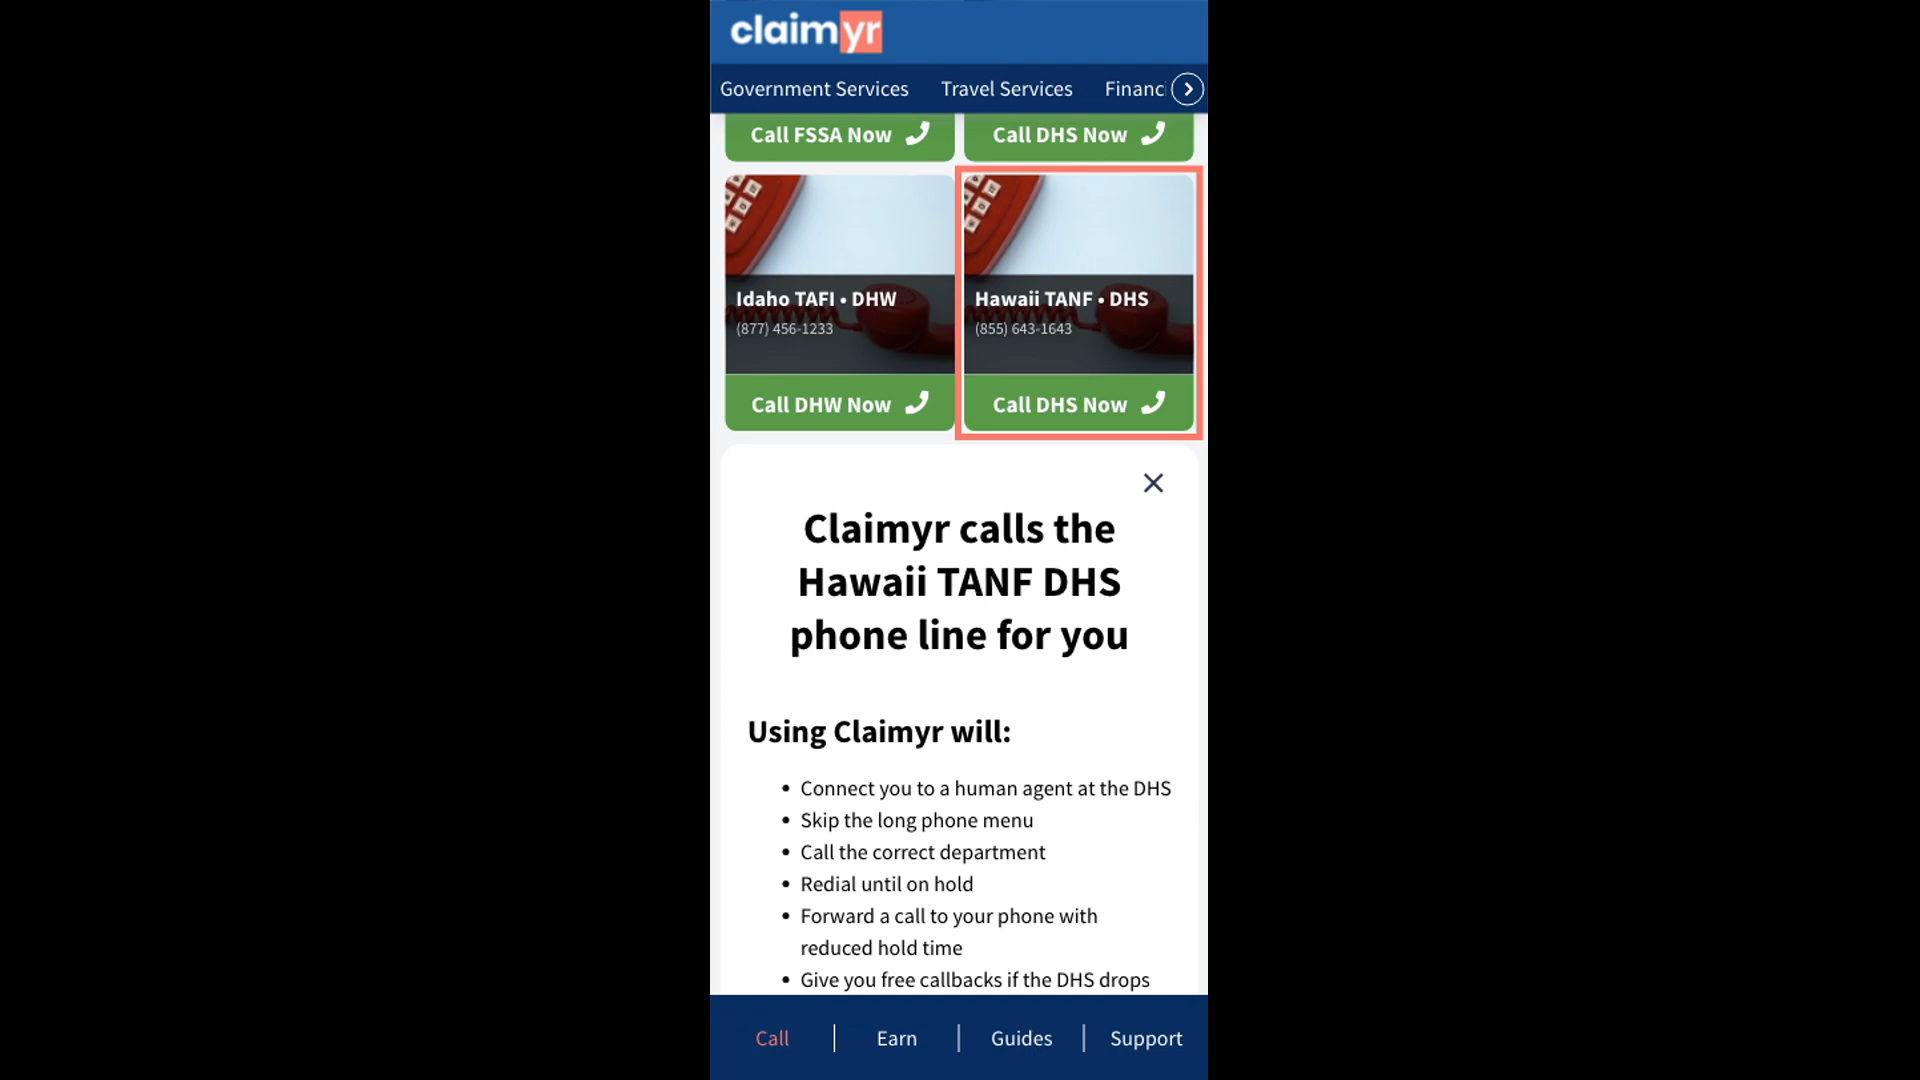 claimyr
Government Services Travel Services Financ
Call FSSA Now Call DHS Now
Idaho TAFI • DHW
(877) 456-1233
Call DHW Now
Hawaii TANF • DHS
(855) 643-1643
Call DHS Now
Claimyr calls the
Hawaii TANF DHS
phone line for you
Using Claimyr will:
• Connect you to a human agent at the DHS
• Skip the long phone menu
• Call the correct department
• Redial until on hold
• Forward a call to your phone with
reduced hold time
• Give you free callbacks if the DHS drops
Call | Earn | Guides | Support